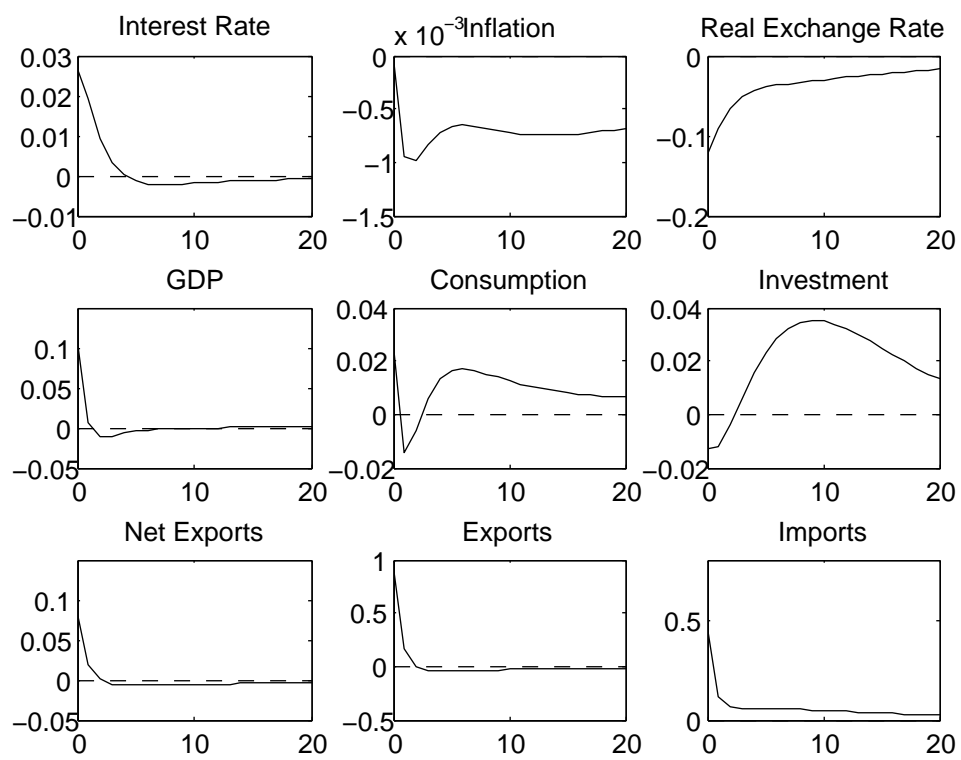 Interest Rate
0.03
0.02
0.01
0
−0.01
0 10 20
x 10−3 Inflation
0
−0.5
−1
−1.5
0 10 20
Real Exchange Rate
0
−0.1
−0.2
0 10 20
GDP
0.1
0.05
0
−0.05
0 10 20
Consumption
0.04
0.02
0
−0.02
0 10 20
Investment
0.04
0.02
0
−0.02
0 10 20
Net Exports
0.1
0.05
0
−0.05
0 10 20
Exports
1
0.5
0
−0.5
0 10 20
Imports
0.5
0
0 10 20